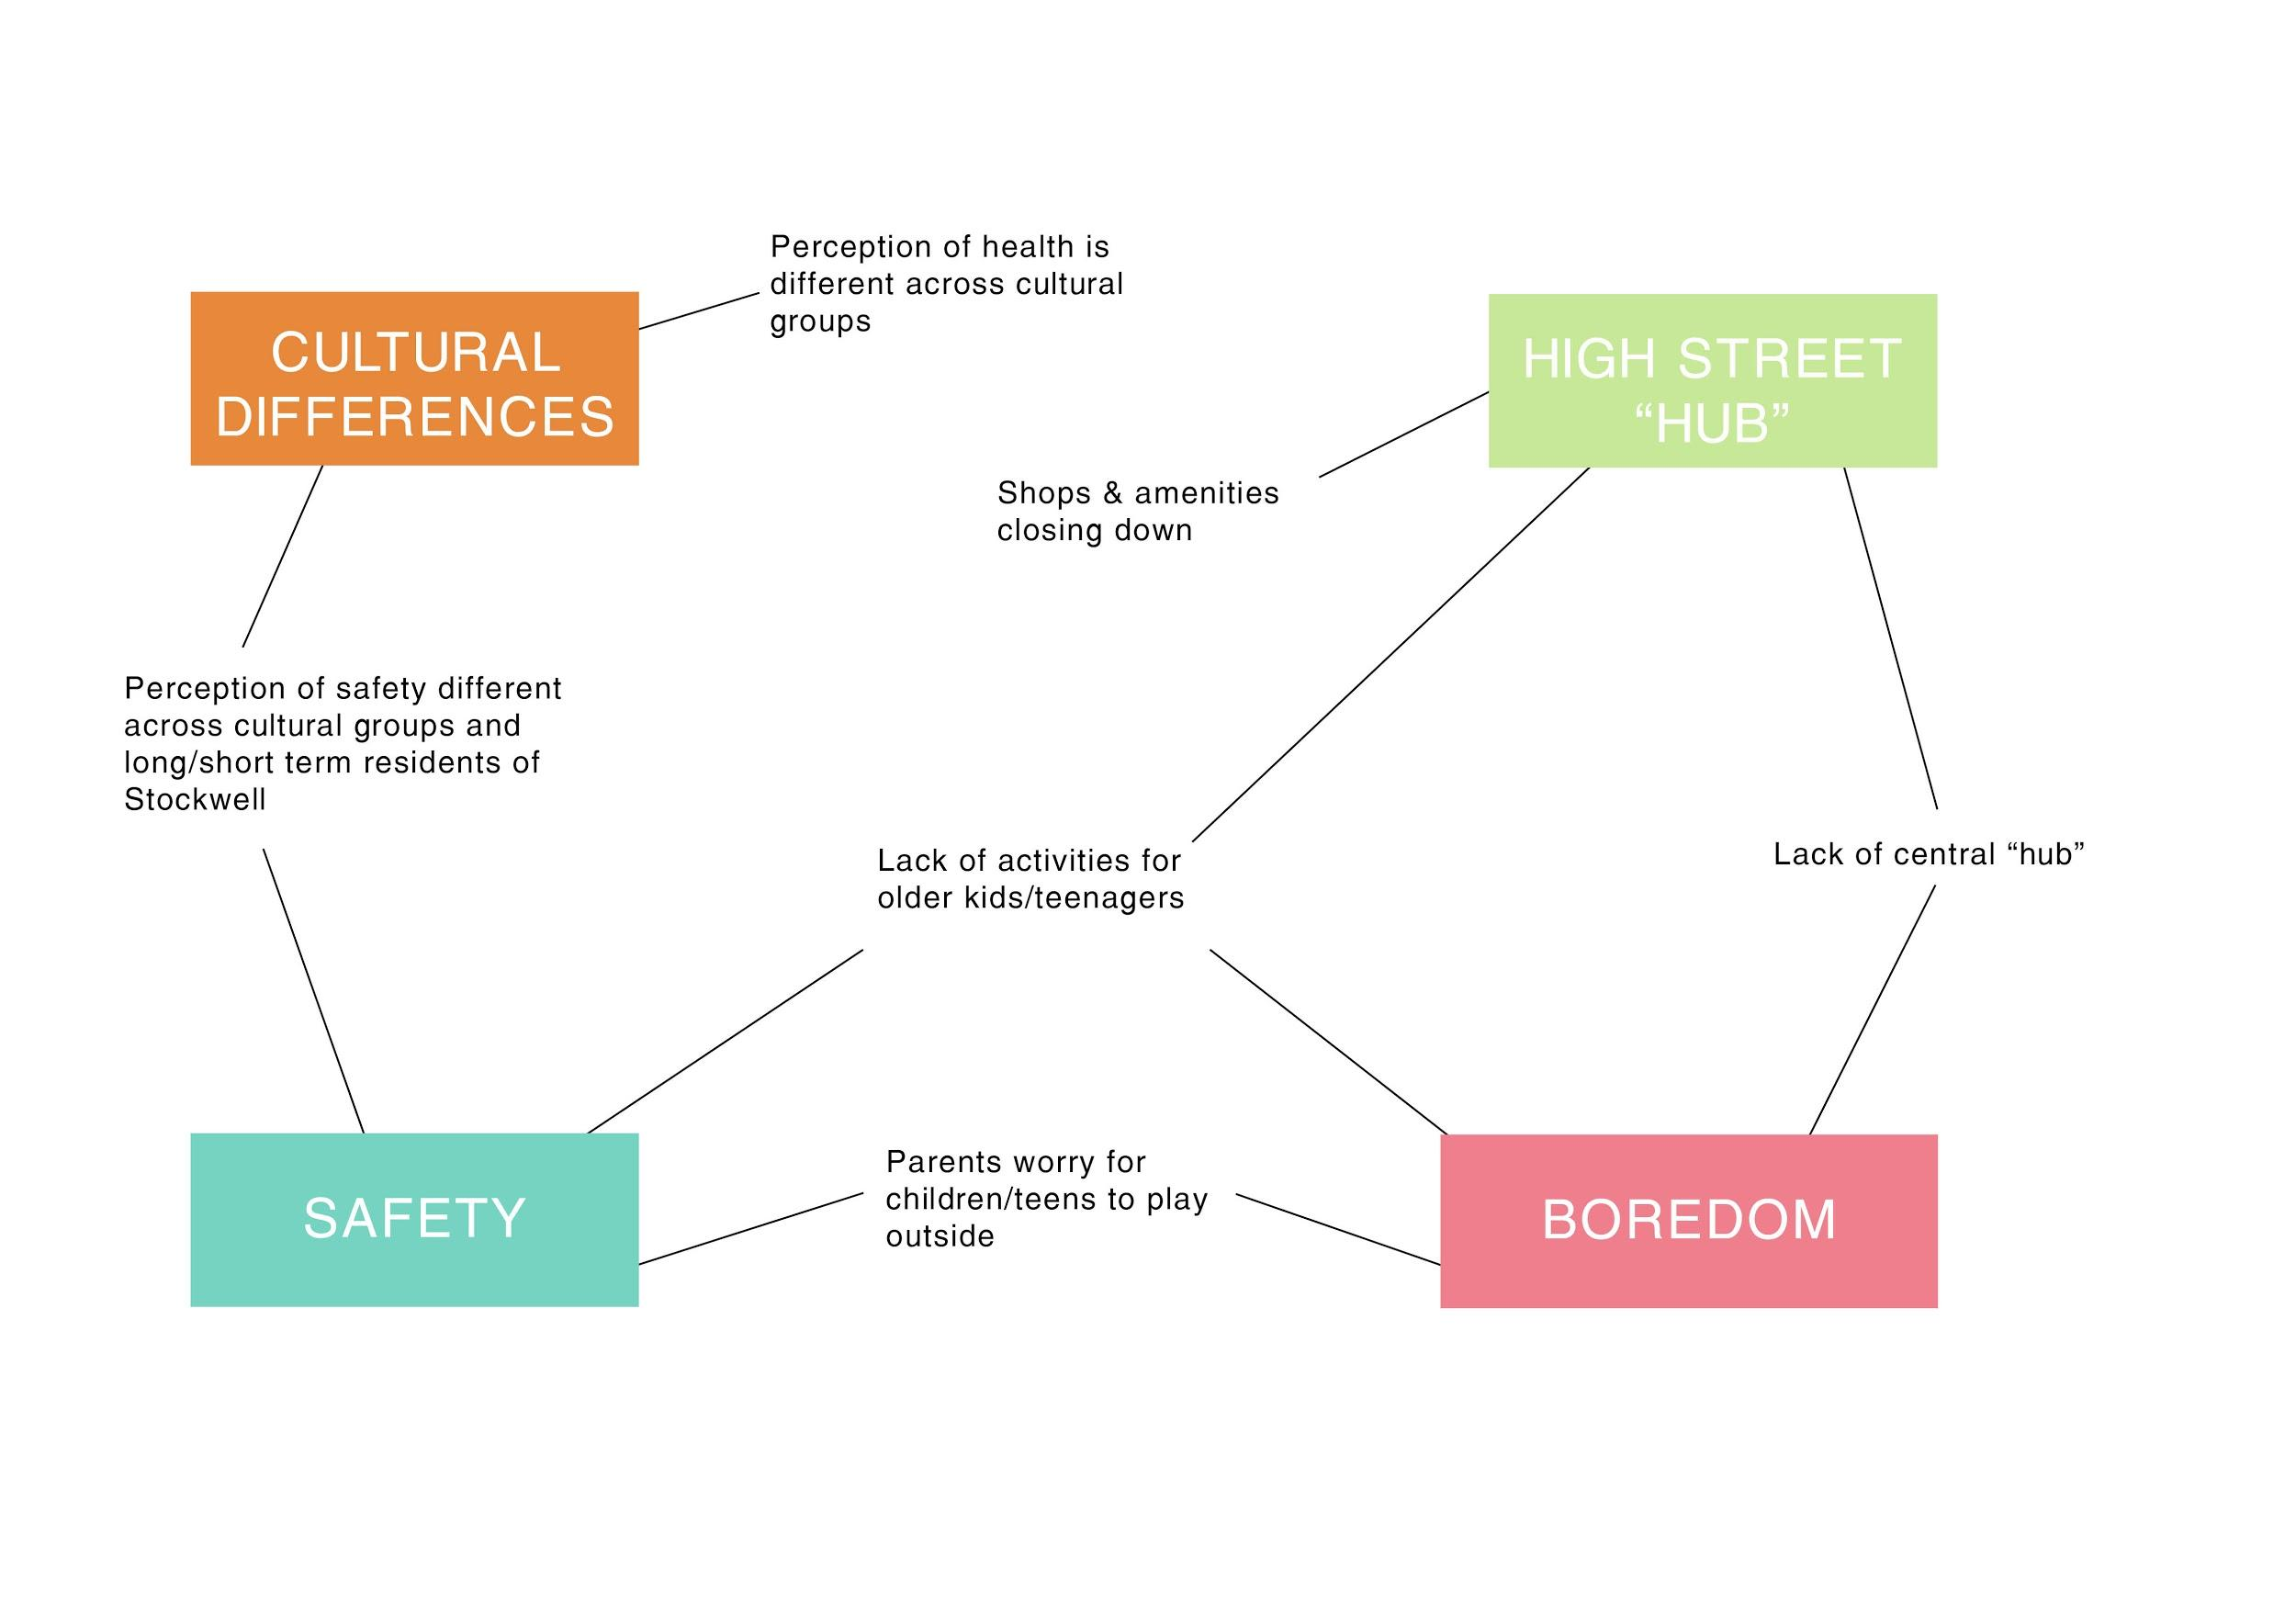 Perception of health is
different across cultural
groups
CULTURAL
DIFFERENCES
HIGH STREET
“HUB”
Shops & amenities
closing down
Perception of safety different
across cultural groups and
long/short term residents of
Stockwell
Lack of activities for
older kids/teenagers
Lack of central “hub”
SAFETY
Parents worry for
children/teens to play
outside
BOREDOM